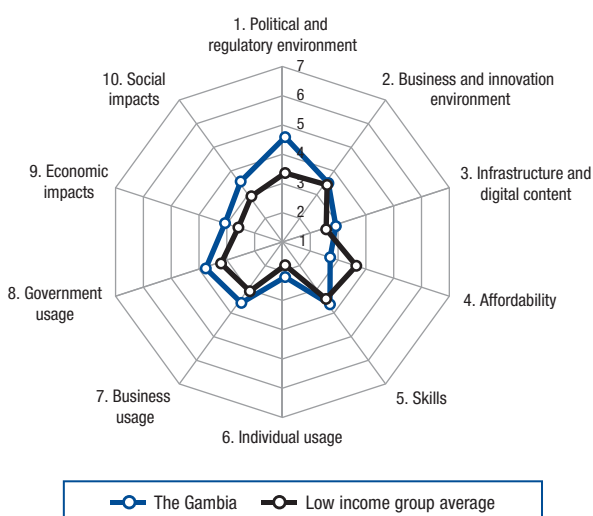 1. Political and
regulatory environment
7
6
5
4
3
2
1
2. Business and innovation
environment
3. Infrastructure and
digital content
4. Affordability
5. Skills
6. Individual usage
7. Business
usage
8. Government
usage
9. Economic
impacts
10. Social
impacts
The Gambia
Low income group average